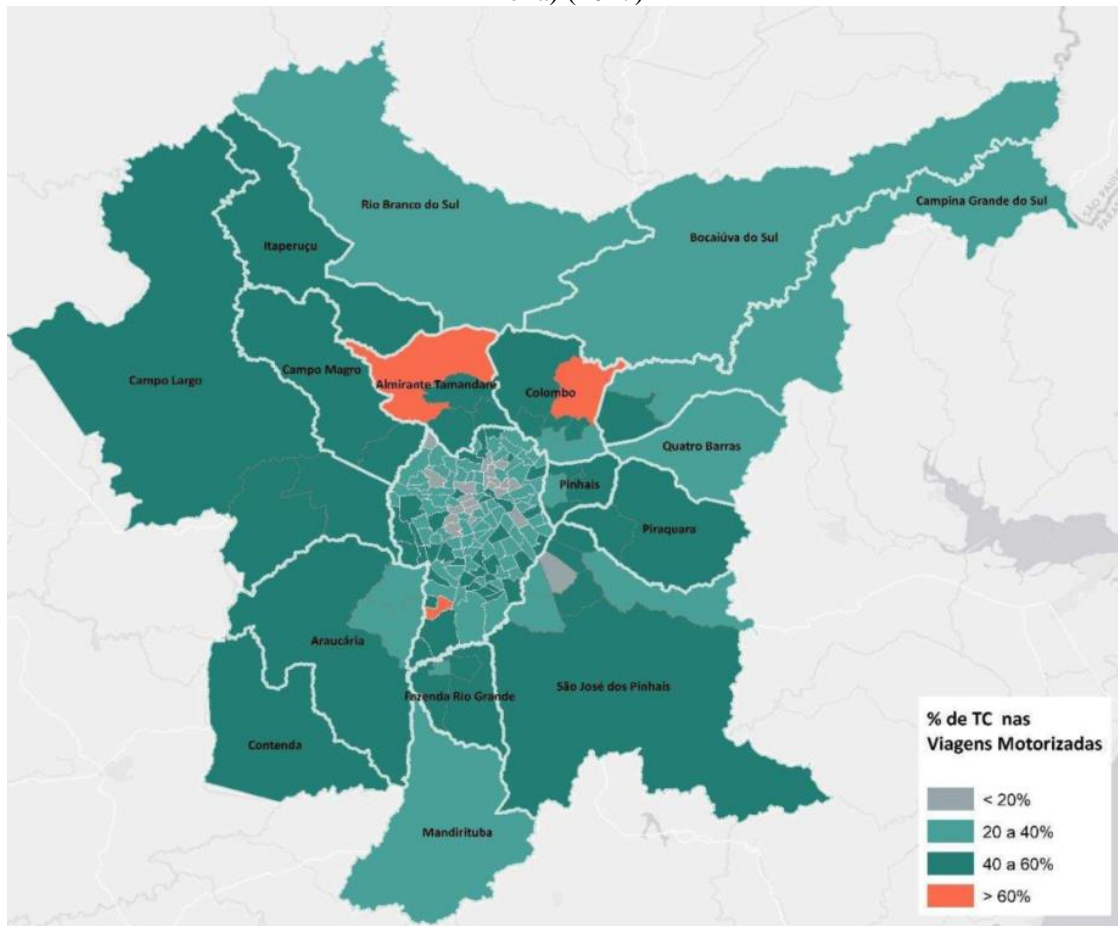 Rio Branco do Sul
Campina Grande do Sul
Bocaiúva do Sul
Itaperuçu
Campo Magro
Campo Largo
Almirante Tamandaré
Colombo
Quatro Barras
Pinhais
Piraquara
Araucária
São José dos Pinhais
Fazenda Rio Grande
Contenda
Mandirituba
% de TC nas
Viagens Motorizadas
< 20%
20 a 40%
40 a 60%
> 60%